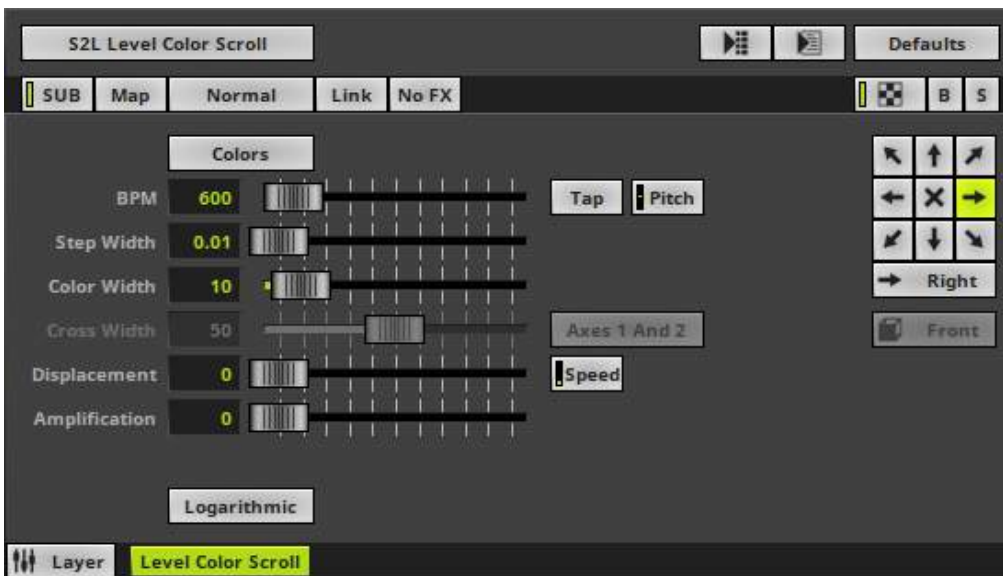 S2L Level Color Scroll Defaults
SUB Map Normal Link No FX B S
Colors
BPM 600 Tap Pitch
Step Width 0.01
Color Width 10 Right
Cross Width 50 Axes 1 And 2 Front
Displacement 0 Speed
Amplification 0
Logarithmic
Layer Level Color Scroll